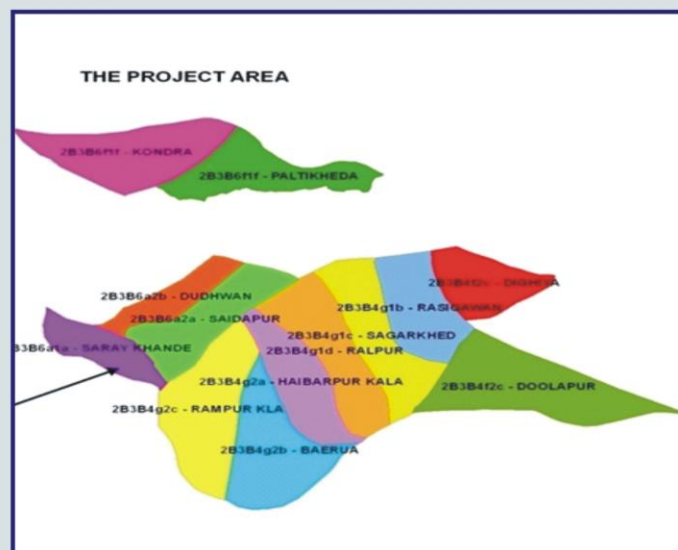 THE PROJECT AREA
2B3B6f1f - KONDRA
2B3B6f1f - PALTIKHEDA
2B3B4f2c - DIGHIYA
2B3B6a2b - DUDHWAN
2B3B4g1b - RASIGAWAN
2B3B6a2a - SAIDAPUR
2B3B4g1c - SAGARKHED
B3B6a1a - SARAY KHANDE
2B3B4g1d - RALPUR
2B3B4g2a - HAIBARPUR KALA
2B3B4f2c - DOOLAPUR
2B3B4g2c - RAMPUR KLA
2B3B4g2b - BAERUA